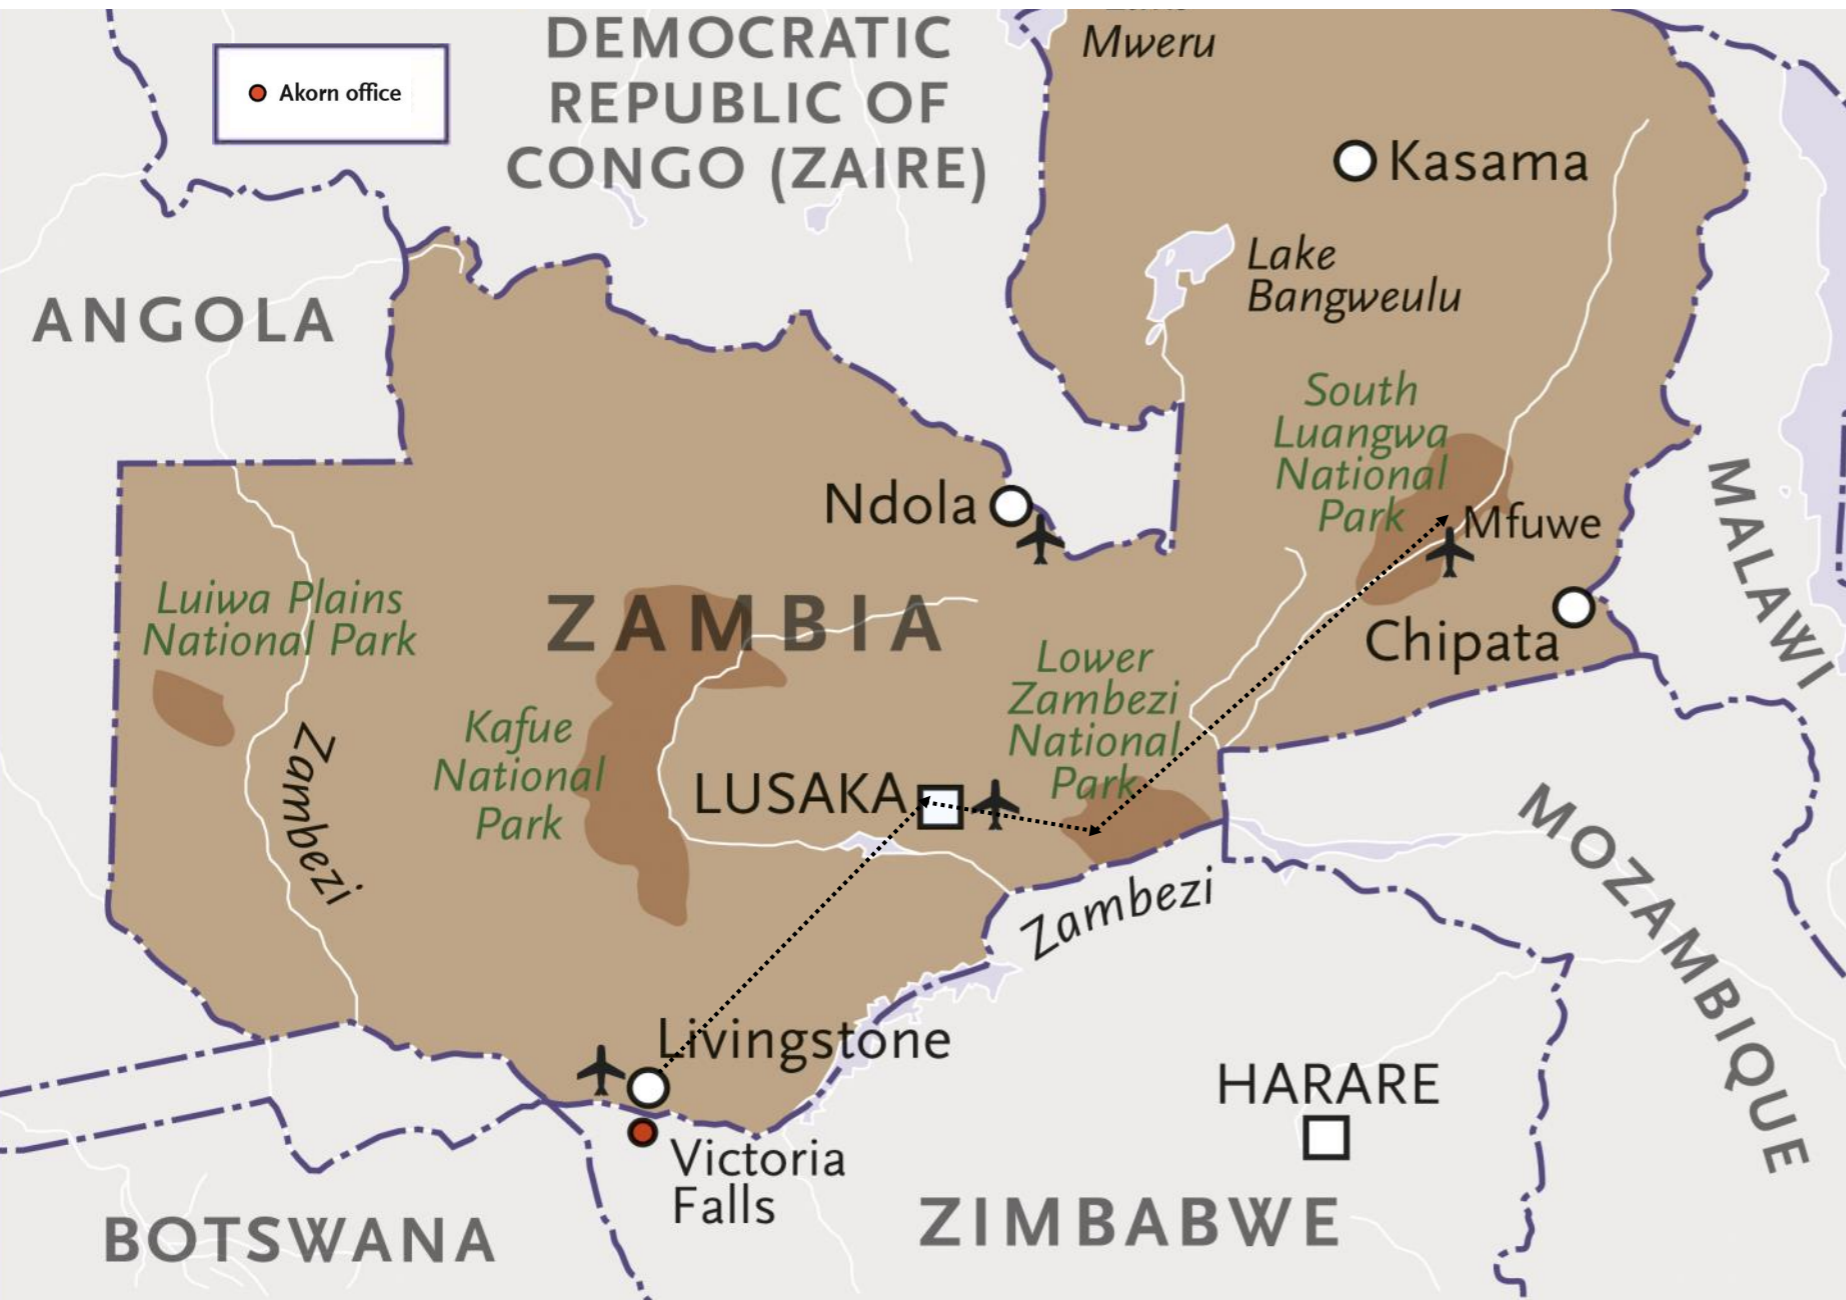 DEMOCRATIC
REPUBLIC OF
CONGO (ZAIRE)
Mweru
Akorn office
Kasama
Lake
Bangweulu
ANGOLA
South
Luangwa
National
Park
Ndola
Mfuwe
MALAWI
Luiwa Plains
National Park
ZAMBIA
Chipata
Lower
Zambezi
National
Park
Kafue
National
Park
Zambezi
LUSAKA
MOZAMBIQUE
Zambezi
Livingstone
HARARE
Victoria
Falls
ZIMBABWE
BOTSWANA